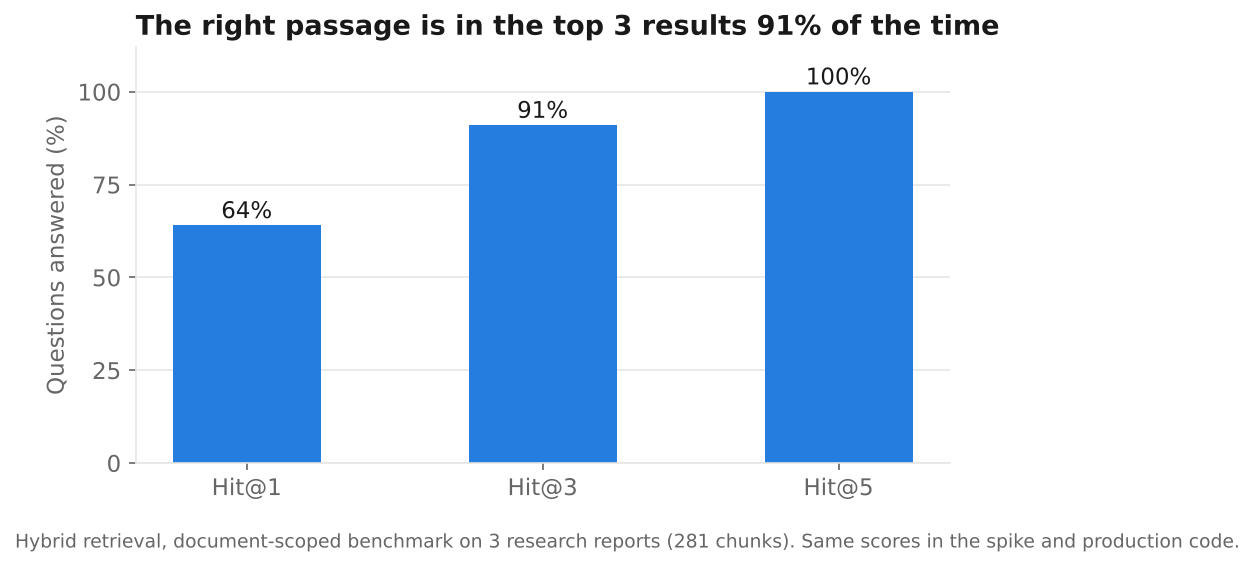 The right passage is in the top 3 results 91% of the time
Questions answered (%)
100
75
50
25
0
64%
91%
100%
Hit@1
Hit@3
Hit@5
Hybrid retrieval, document-scoped benchmark on 3 research reports (281 chunks). Same scores in the spike and production code.